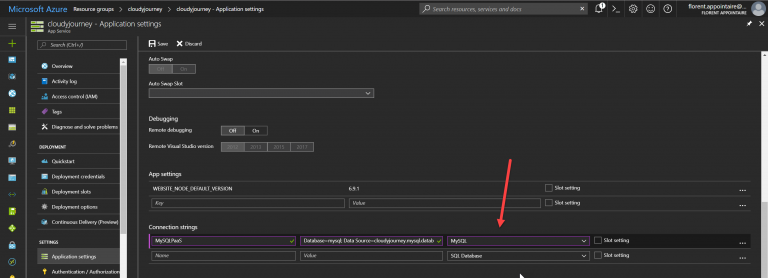 Microsoft Azure Resource groups > cloudyjourney > cloudyjourney - Application settings
Search resources, services and docs
1
florent.appointaire@...
FLORENT APPOINTAIRE
cloudyjourney - Application settings
App Service
Search (Ctrl+/)
Overview
Activity log
Access control (IAM)
Tags
Diagnose and solve problems
DEPLOYMENT
Quickstart
Deployment credentials
Deployment slots
Deployment options
Continuous Delivery (Preview)
SETTINGS
Application settings
Authentication / Authorization
Save Discard
Auto Swap
Off On
Auto Swap Slot
Debugging
Remote debugging Off On
Remote Visual Studio version 2012 2013 2015 2017
App settings
WEBSITE_NODE_DEFAULT_VERSION 6.9.1 Slot setting ...
Key Value Slot setting ...
Connection strings
MySQLPaaS Database=mysql; Data Source=cloudyjourney.mysql.datab MySQL Slot setting ...
Name Value SQL Database Slot setting ...